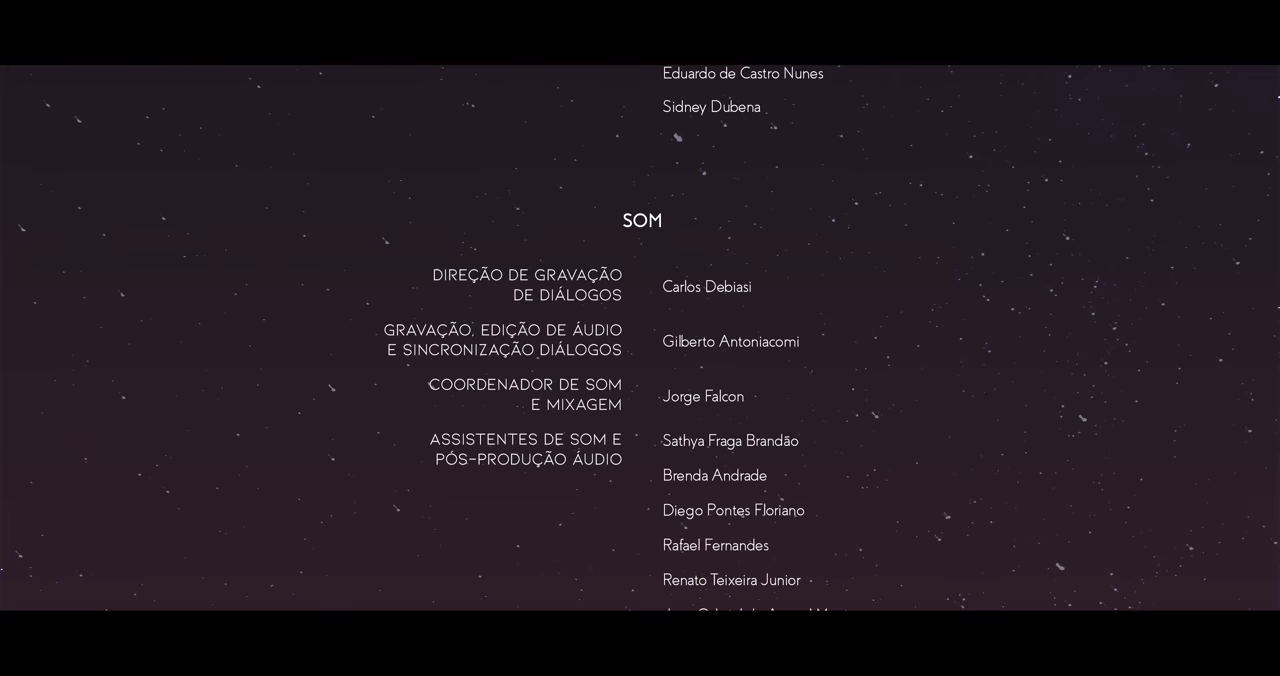 Eduardo de Castro Nunes
Sidney Dubena
SOM
DIREÇÃO DE GRAVAÇÃO
DE DIÁLOGOS
Carlos Debiasi
GRAVAÇÃO, EDIÇÃO DE ÁUDIO
E SINCRONIZAÇÃO DIÁLOGOS
Gilberto Antoniacomi
COORDENADOR DE SOM
E MIXAGEM
Jorge Falcon
ASSISTENTES DE SOM E
PÓS-PRODUÇÃO ÁUDIO
Sathya Fraga Brandão
Brenda Andrade
Diego Pontes Floriano
Rafael Fernandes
Renato Teixeira Junior